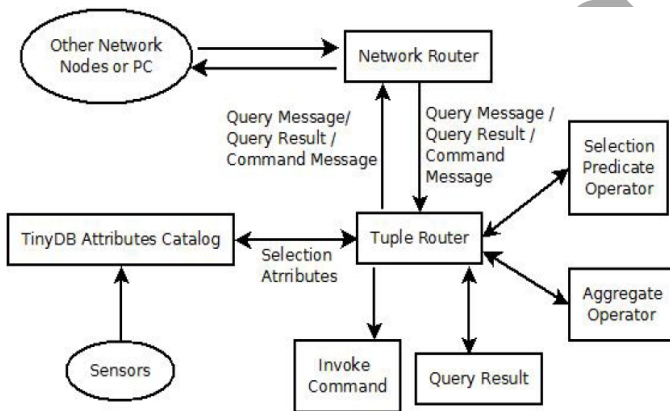 Other Network
Nodes or PC
Network Router
Query Message/
Query Result /
Command Message
Query Message /
Query Result /
Command
Message
Selection
Predicate
Operator
TinyDB Attributes Catalog
Selection
Atrributes
Tuple Router
Aggregate
Operator
Sensors
Invoke
Command
Query Result